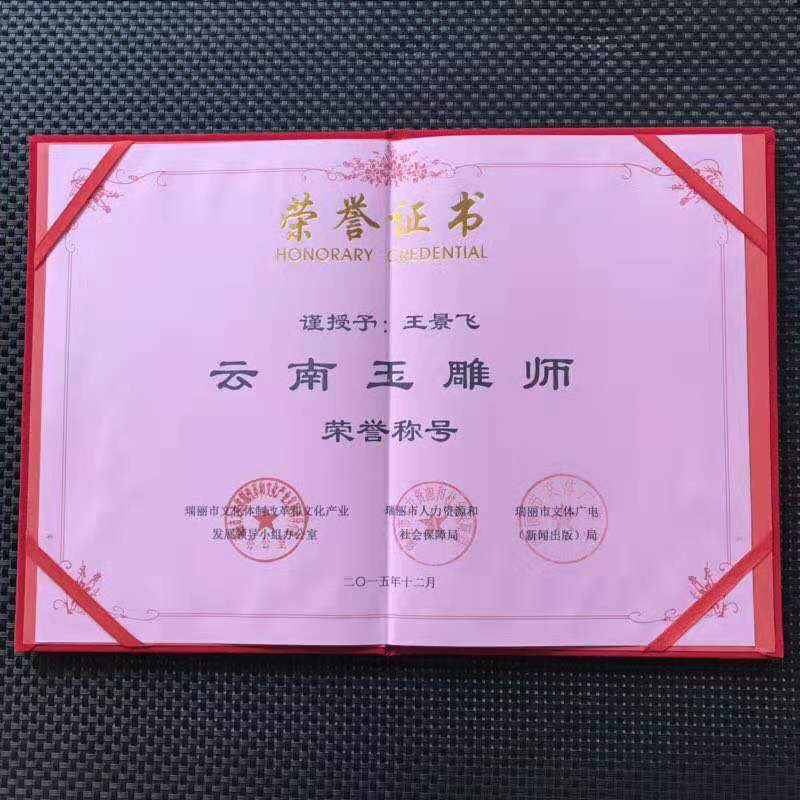 荣誉证书
HONORARY CREDENTIAL
谨授予：王景飞
云南玉雕师
荣誉称号
瑞丽市文化体制改革和文化产业
发展领导小组办公室
瑞丽市人力资源和
社会保障局
瑞丽市文体广电
（新闻出版）局
二〇一五年十二月